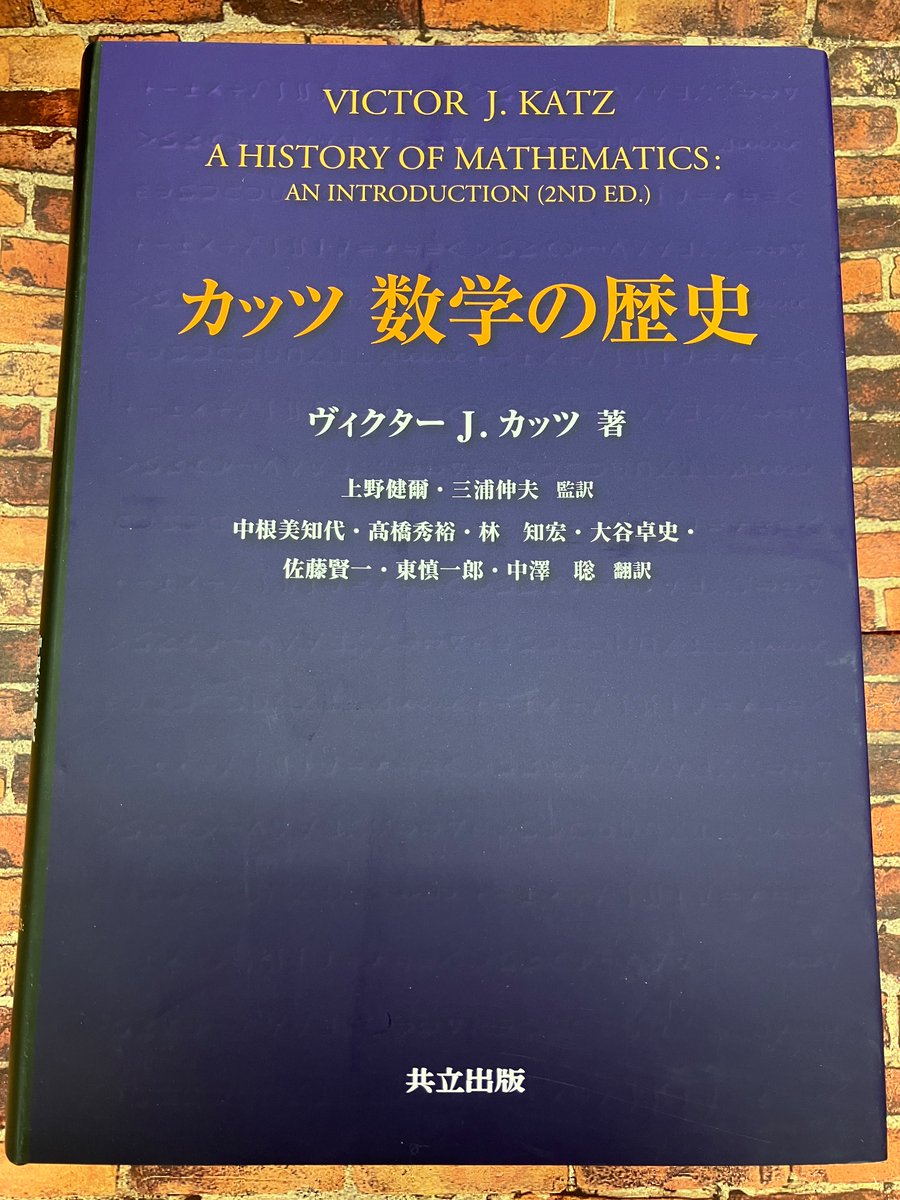 VICTOR J. KATZ
A HISTORY OF MATHEMATICS:
AN INTRODUCTION (2ND ED.)
カッツ 数学の歴史
ヴィクター J. カッツ 著
上野健爾・三浦伸夫 監訳
中根美知代・高橋秀裕・林 知宏・大谷卓史・
佐藤賢一・東慎一郎・中澤 聡 翻訳
共立出版